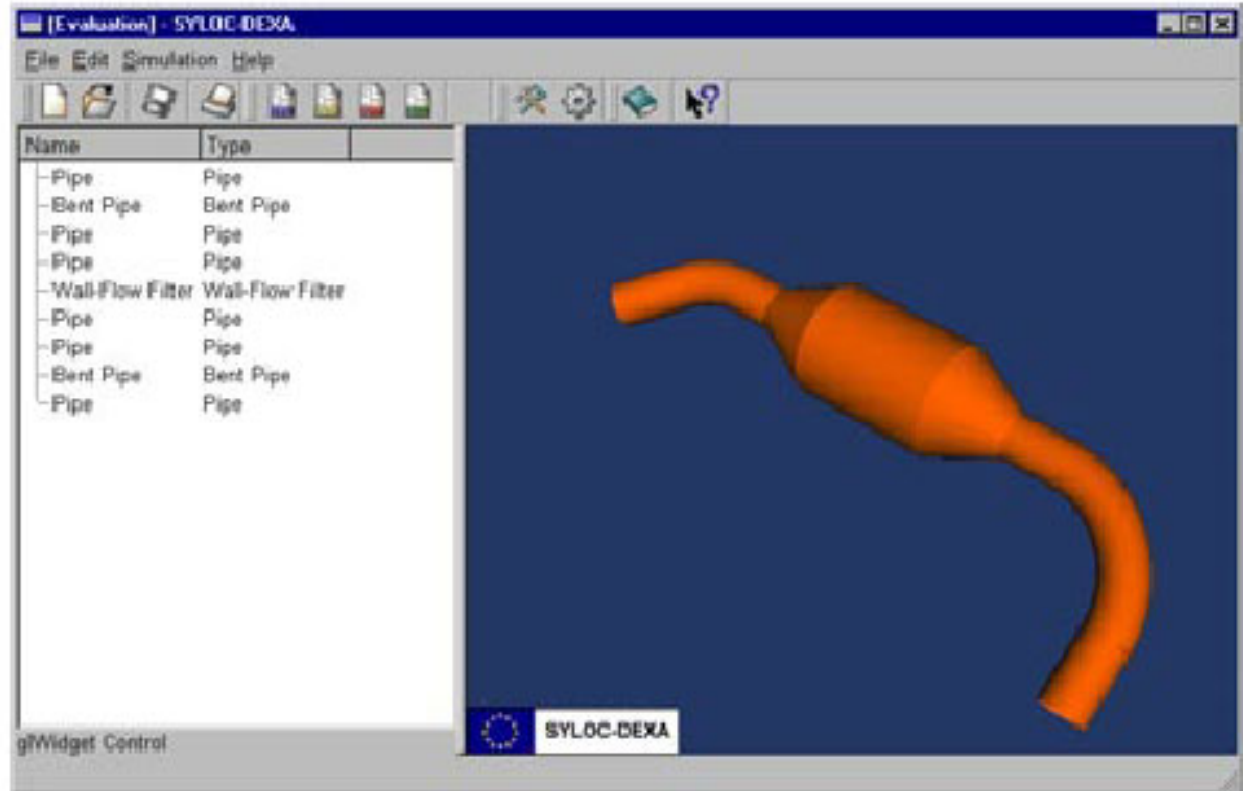 [Evaluation] - SYLOC-DEXA
File Edit Simulation Help
Name Type
Pipe Pipe
Bent Pipe Bent Pipe
Pipe Pipe
Pipe Pipe
Wall-Flow Filter Wall-Flow Filter
Pipe Pipe
Pipe Pipe
Bent Pipe Bent Pipe
Pipe Pipe
SYLOC-DEXA
glWidget Control